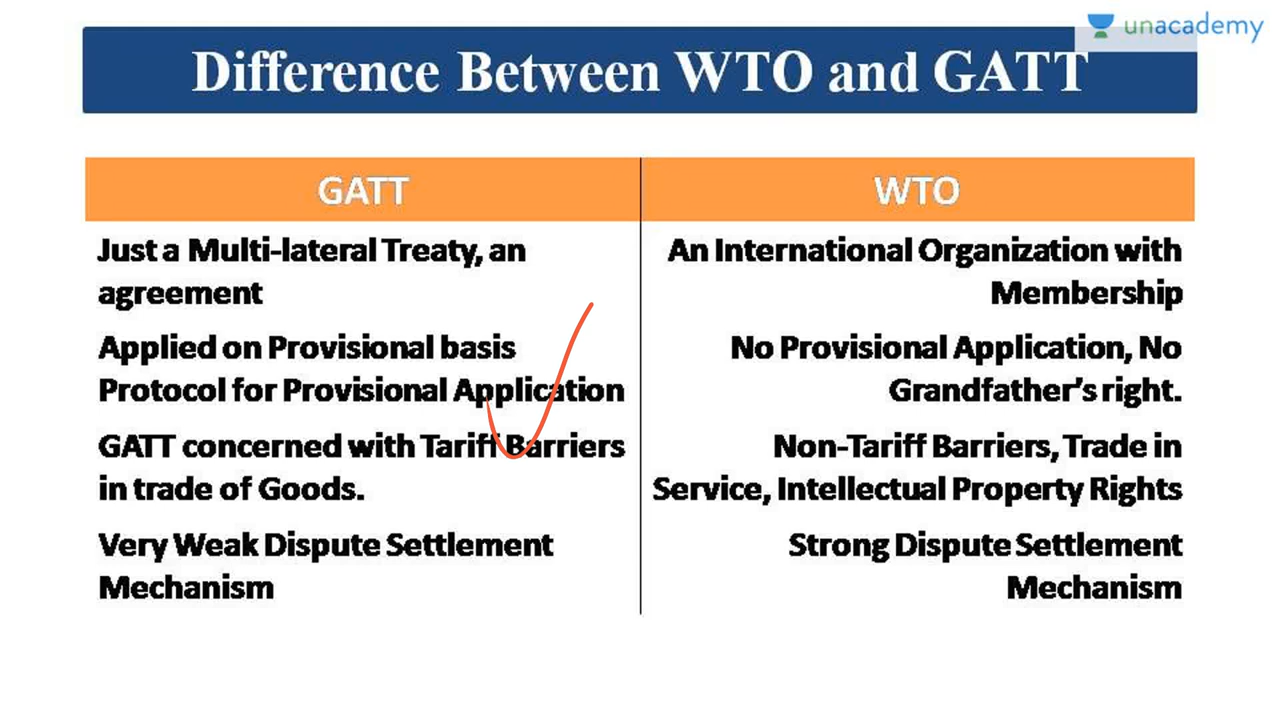 unacademy
Difference Between WTO and GATT
GATT
WTO
Just a Multi-lateral Treaty, an
agreement
An International Organization with
Membership
Applied on Provisional basis
Protocol for Provisional Application
No Provisional Application, No
Grandfather's right.
GATT concerned with Tariff Barriers
in trade of Goods.
Non-Tariff Barriers, Trade in
Service, Intellectual Property Rights
Very Weak Dispute Settlement
Mechanism
Strong Dispute Settlement
Mechanism